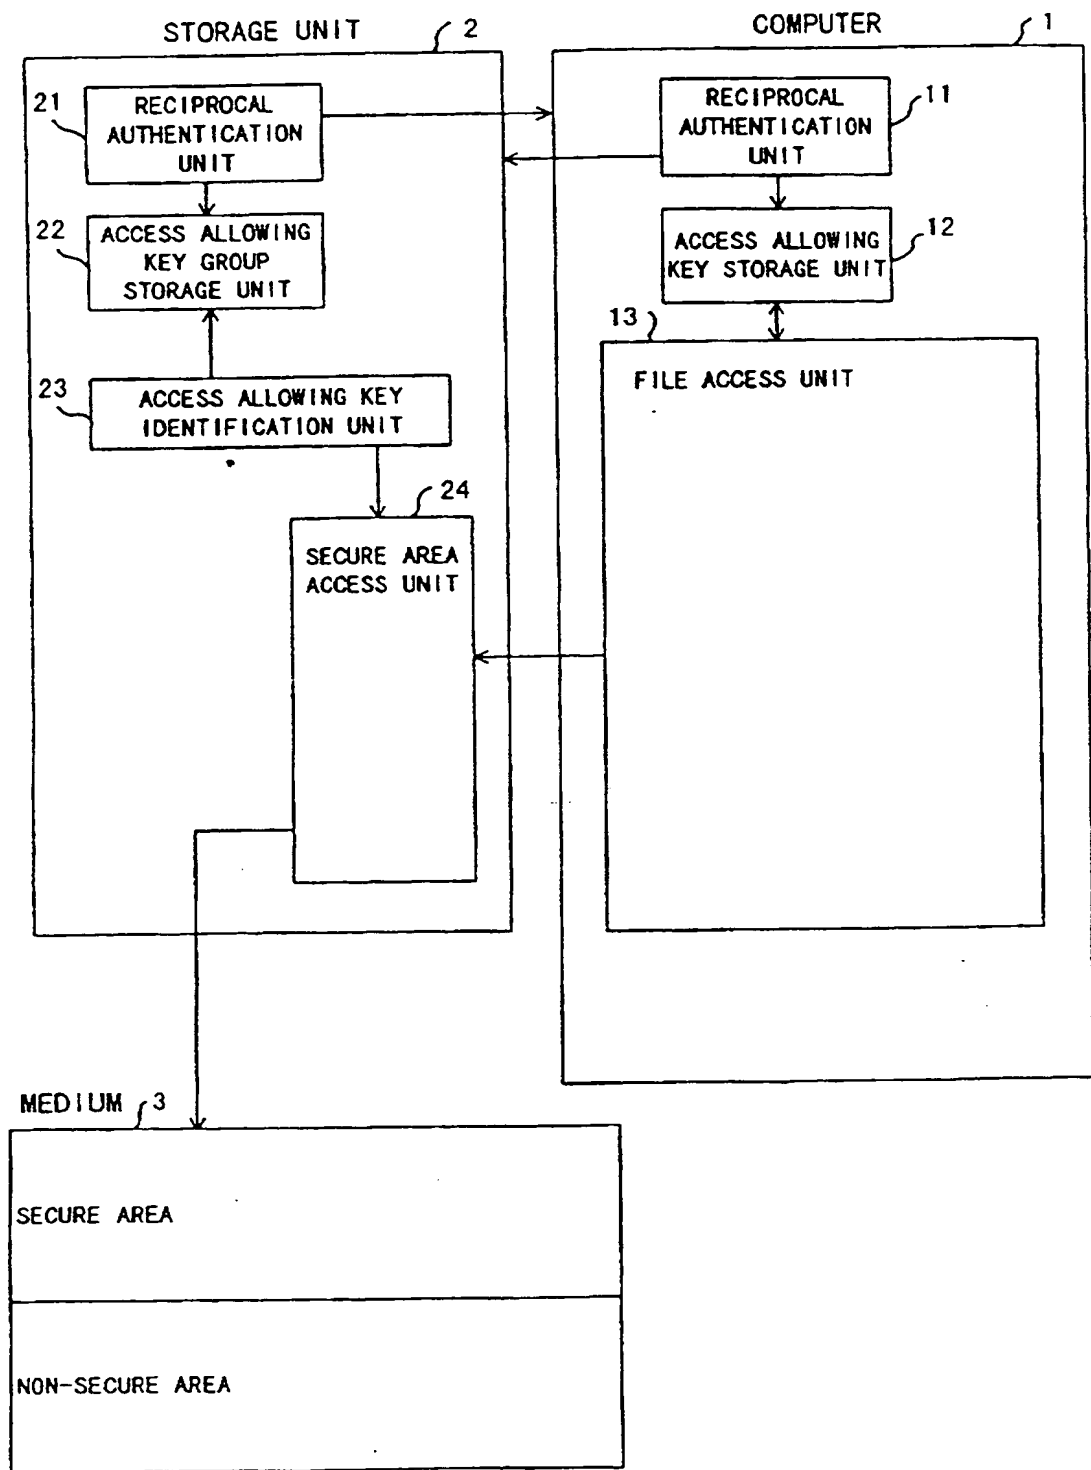 STORAGE UNIT
2
COMPUTER
1
21
RECIPROCAL
AUTHENTICATION
UNIT
RECIPROCAL
AUTHENTICATION
UNIT
11
22
ACCESS ALLOWING
KEY GROUP
STORAGE UNIT
ACCESS ALLOWING
KEY STORAGE UNIT
12
13
23
ACCESS ALLOWING KEY
IDENTIFICATION UNIT
FILE ACCESS UNIT
24
SECURE AREA
ACCESS UNIT
MEDIUM
3
SECURE AREA
NON-SECURE AREA